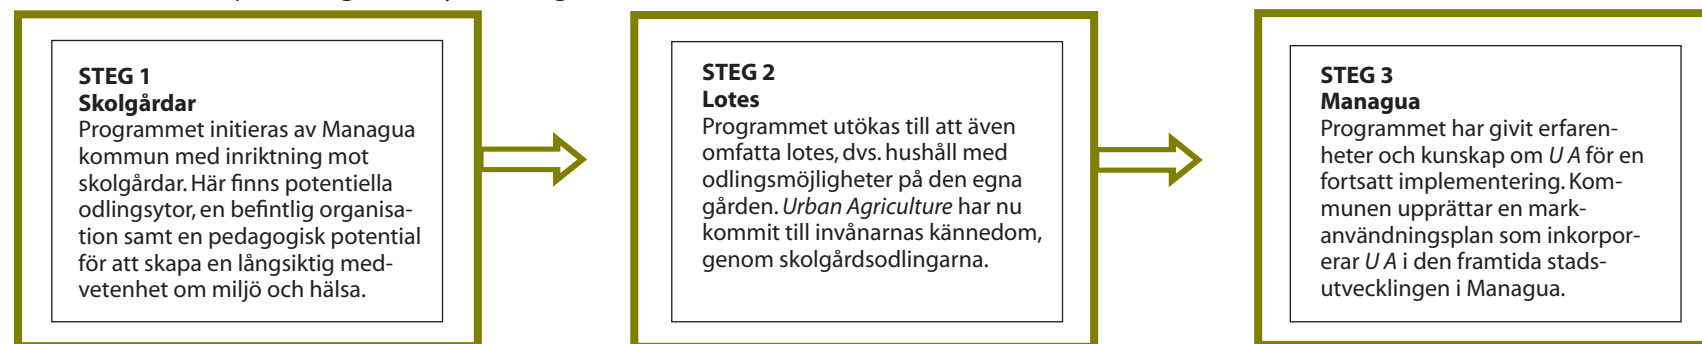 STEG 1
Skolgårdar
Programmet initieras av Managua
kommun med inriktning mot
skolgårdar. Här finns potentiella
odlingsytor, en befintlig organisa-
tion samt en pedagogisk potential
för att skapa en långsiktig med-
vetenhet om miljö och hälsa.
STEG 2
Lotes
Programmet utökas till att även
omfatta lotes, dvs. hushåll med
odlingsmöjligheter på den egna
gården. Urban Agriculture har nu
kommit till invånarnas kännedom,
genom skolgårdsodlingarna.
STEG 3
Managua
Programmet har givit erfaren-
heter och kunskap om U A för en
fortsatt implementering. Kom-
munen upprättar en mark-
användningsplan som inkorpor-
erar U A i den framtida stads-
utvecklingen i Managua.